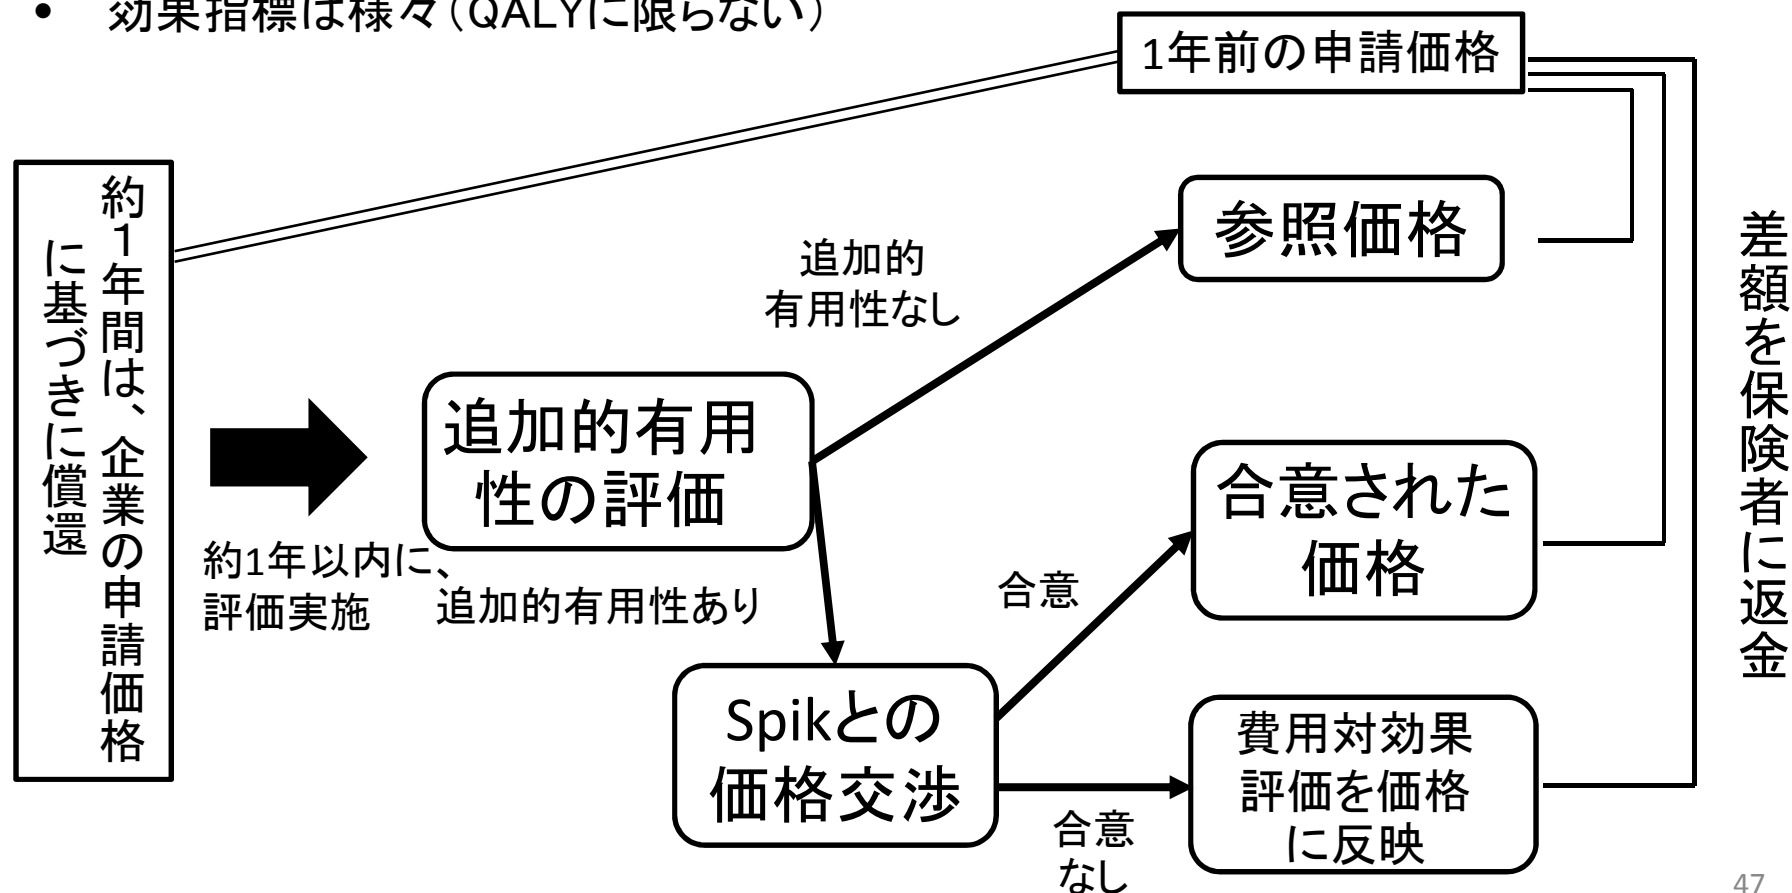 • 効果指標は様々(QALYに限らない)
1年前の申請価格
約1年間は、企業の申請価格
に基づきに償還
約1年以内に、
評価実施
追加的有用
性の評価
追加的
有用性なし
参照価格
追加的有用性あり
Spikとの
価格交渉
合意
合意された
価格
合意
なし
費用対効果
評価を価格
に反映
差額を保険者に返金
47